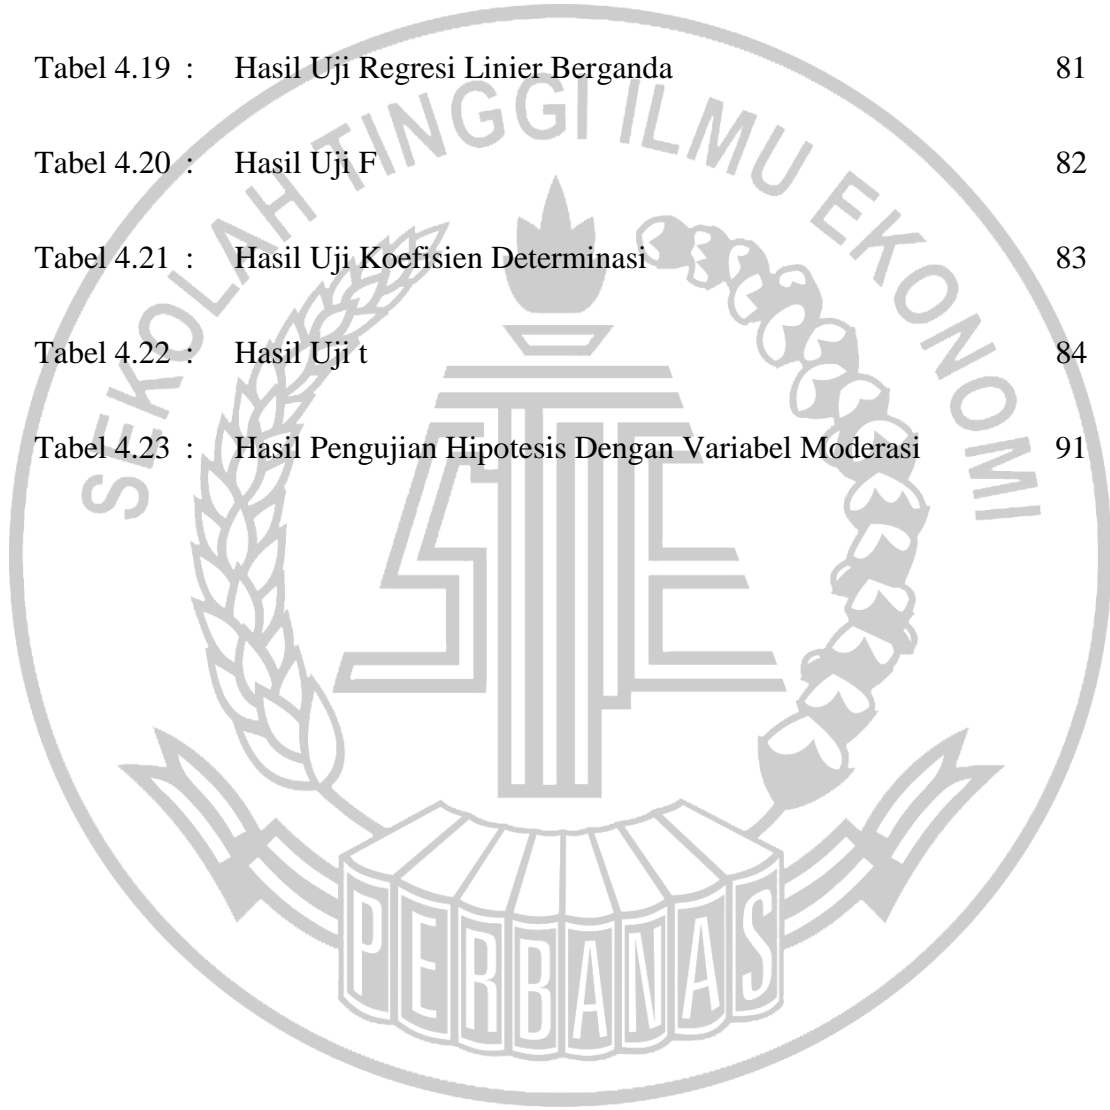 Tabel 4.19 : Hasil Uji Regresi Linier Berganda 81
Tabel 4.20 : Hasil Uji F 82
Tabel 4.21 : Hasil Uji Koefisien Determinasi 83
Tabel 4.22 : Hasil Uji t 84
Tabel 4.23 : Hasil Pengujian Hipotesis Dengan Variabel Moderasi 91
SEKOLAH TINGGI ILMU EKONOMI
STIE
PERBANAS